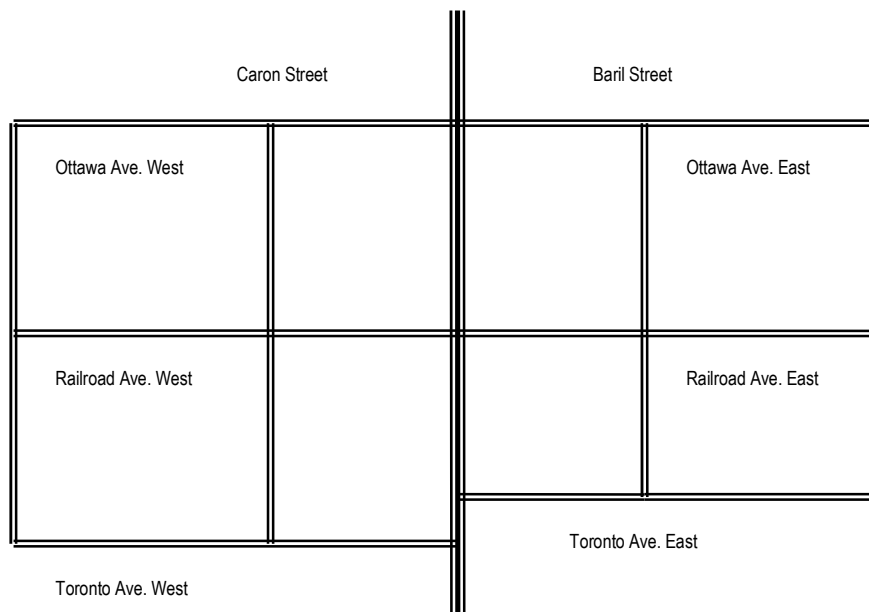 Caron Street
Baril Street
Ottawa Ave. West
Ottawa Ave. East
Railroad Ave. West
Railroad Ave. East
Toronto Ave. East
Toronto Ave. West